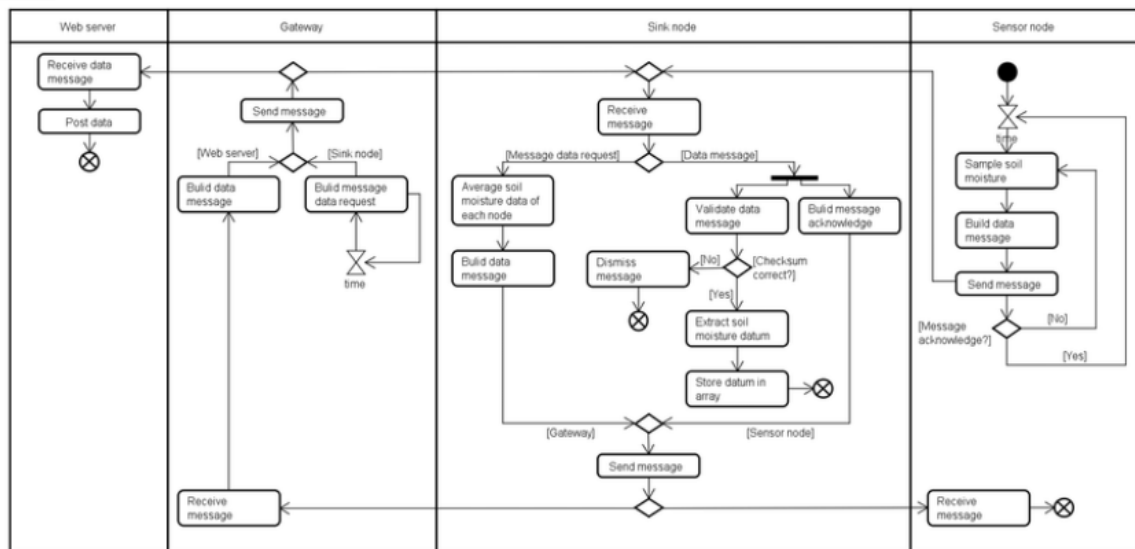 Web server
Gateway
Sink node
Sensor node
Receive data
message
Post data
Send message
[Web server]
[Sink node]
Bulid data
message
Bulid message
data request
time
Receive
message
Receive
message
[Message data request]
[Data message]
Average soil
moisture data of
each node
Bulid data
message
Validate data
message
Bulid message
acknowledge
[No]
[Checksum
correct?]
Dismiss
message
[Yes]
Extract soil
moisture datum
Store datum in
array
[Gateway]
[Sensor node]
Send message
time
Sample soil
moisture
Build data
message
Send message
[Message
acknowledge?]
[No]
[Yes]
Receive
message